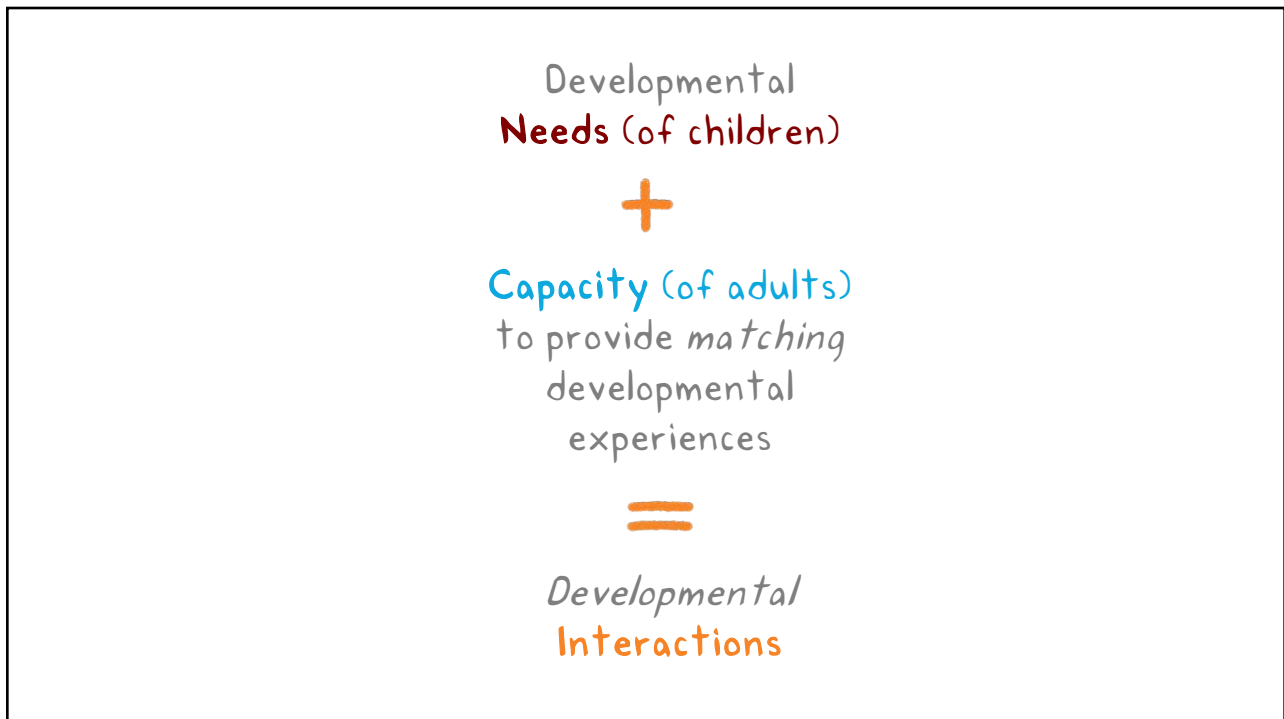 Developmental
Needs (of children)
+
Capacity (of adults)
to provide matching
developmental
experiences
=
Developmental
Interactions